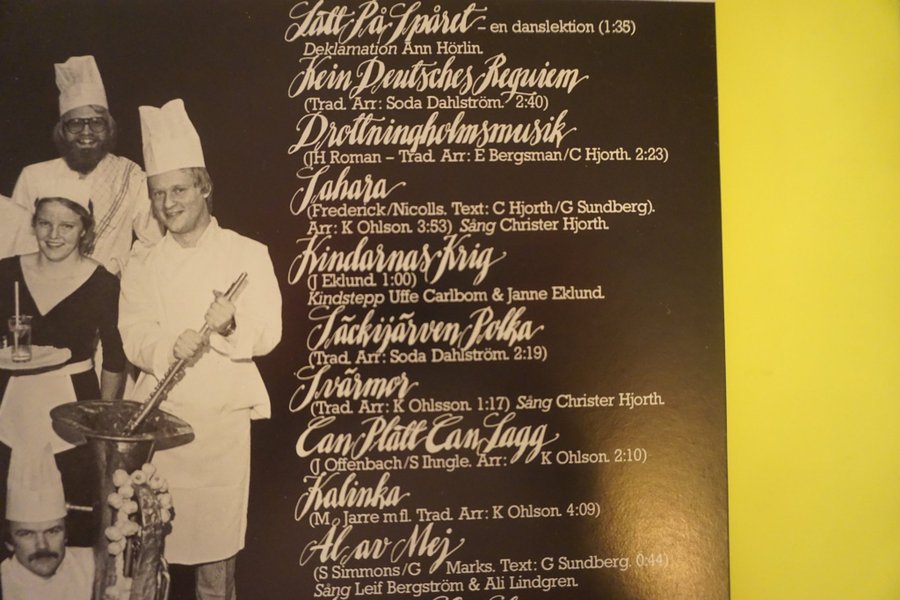 Lätt På Spåret – en danslektion (1:35)
Deklamation Ann Hörlin.
Kein Deutsches Requiem
(Trad. Arr: Soda Dahlström. 2:40)
Drottningholmsmusik
(JH Roman – Trad. Arr: E Bergsman/C Hjorth. 2:23)
Sahara
(Frederick/Nicolls. Text: C Hjorth/G Sundberg).
Arr: K Ohlson. 3:53) Sång Christer Hjorth.
Kindarnas Krig
(J Eklund. 1:00)
Kindstepp Uffe Carlbom & Janne Eklund.
Säckijärven Polka
(Trad. Arr: Soda Dahlström. 2:19)
Svärmor
(Trad. Arr: K Ohlsson. 1:17) Sång Christer Hjorth.
Can Plätt Can Lagg
(J Offenbach/S Ihngle. Arr: K Ohlson. 2:10)
Kalinka
(M Jarre m fl. Trad. Arr: K Ohlson. 4:09)
Ål av Mej
(S Simmons/G Marks. Text: G Sundberg. 0:44)
Sång Leif Bergström & Ali Lindgren.